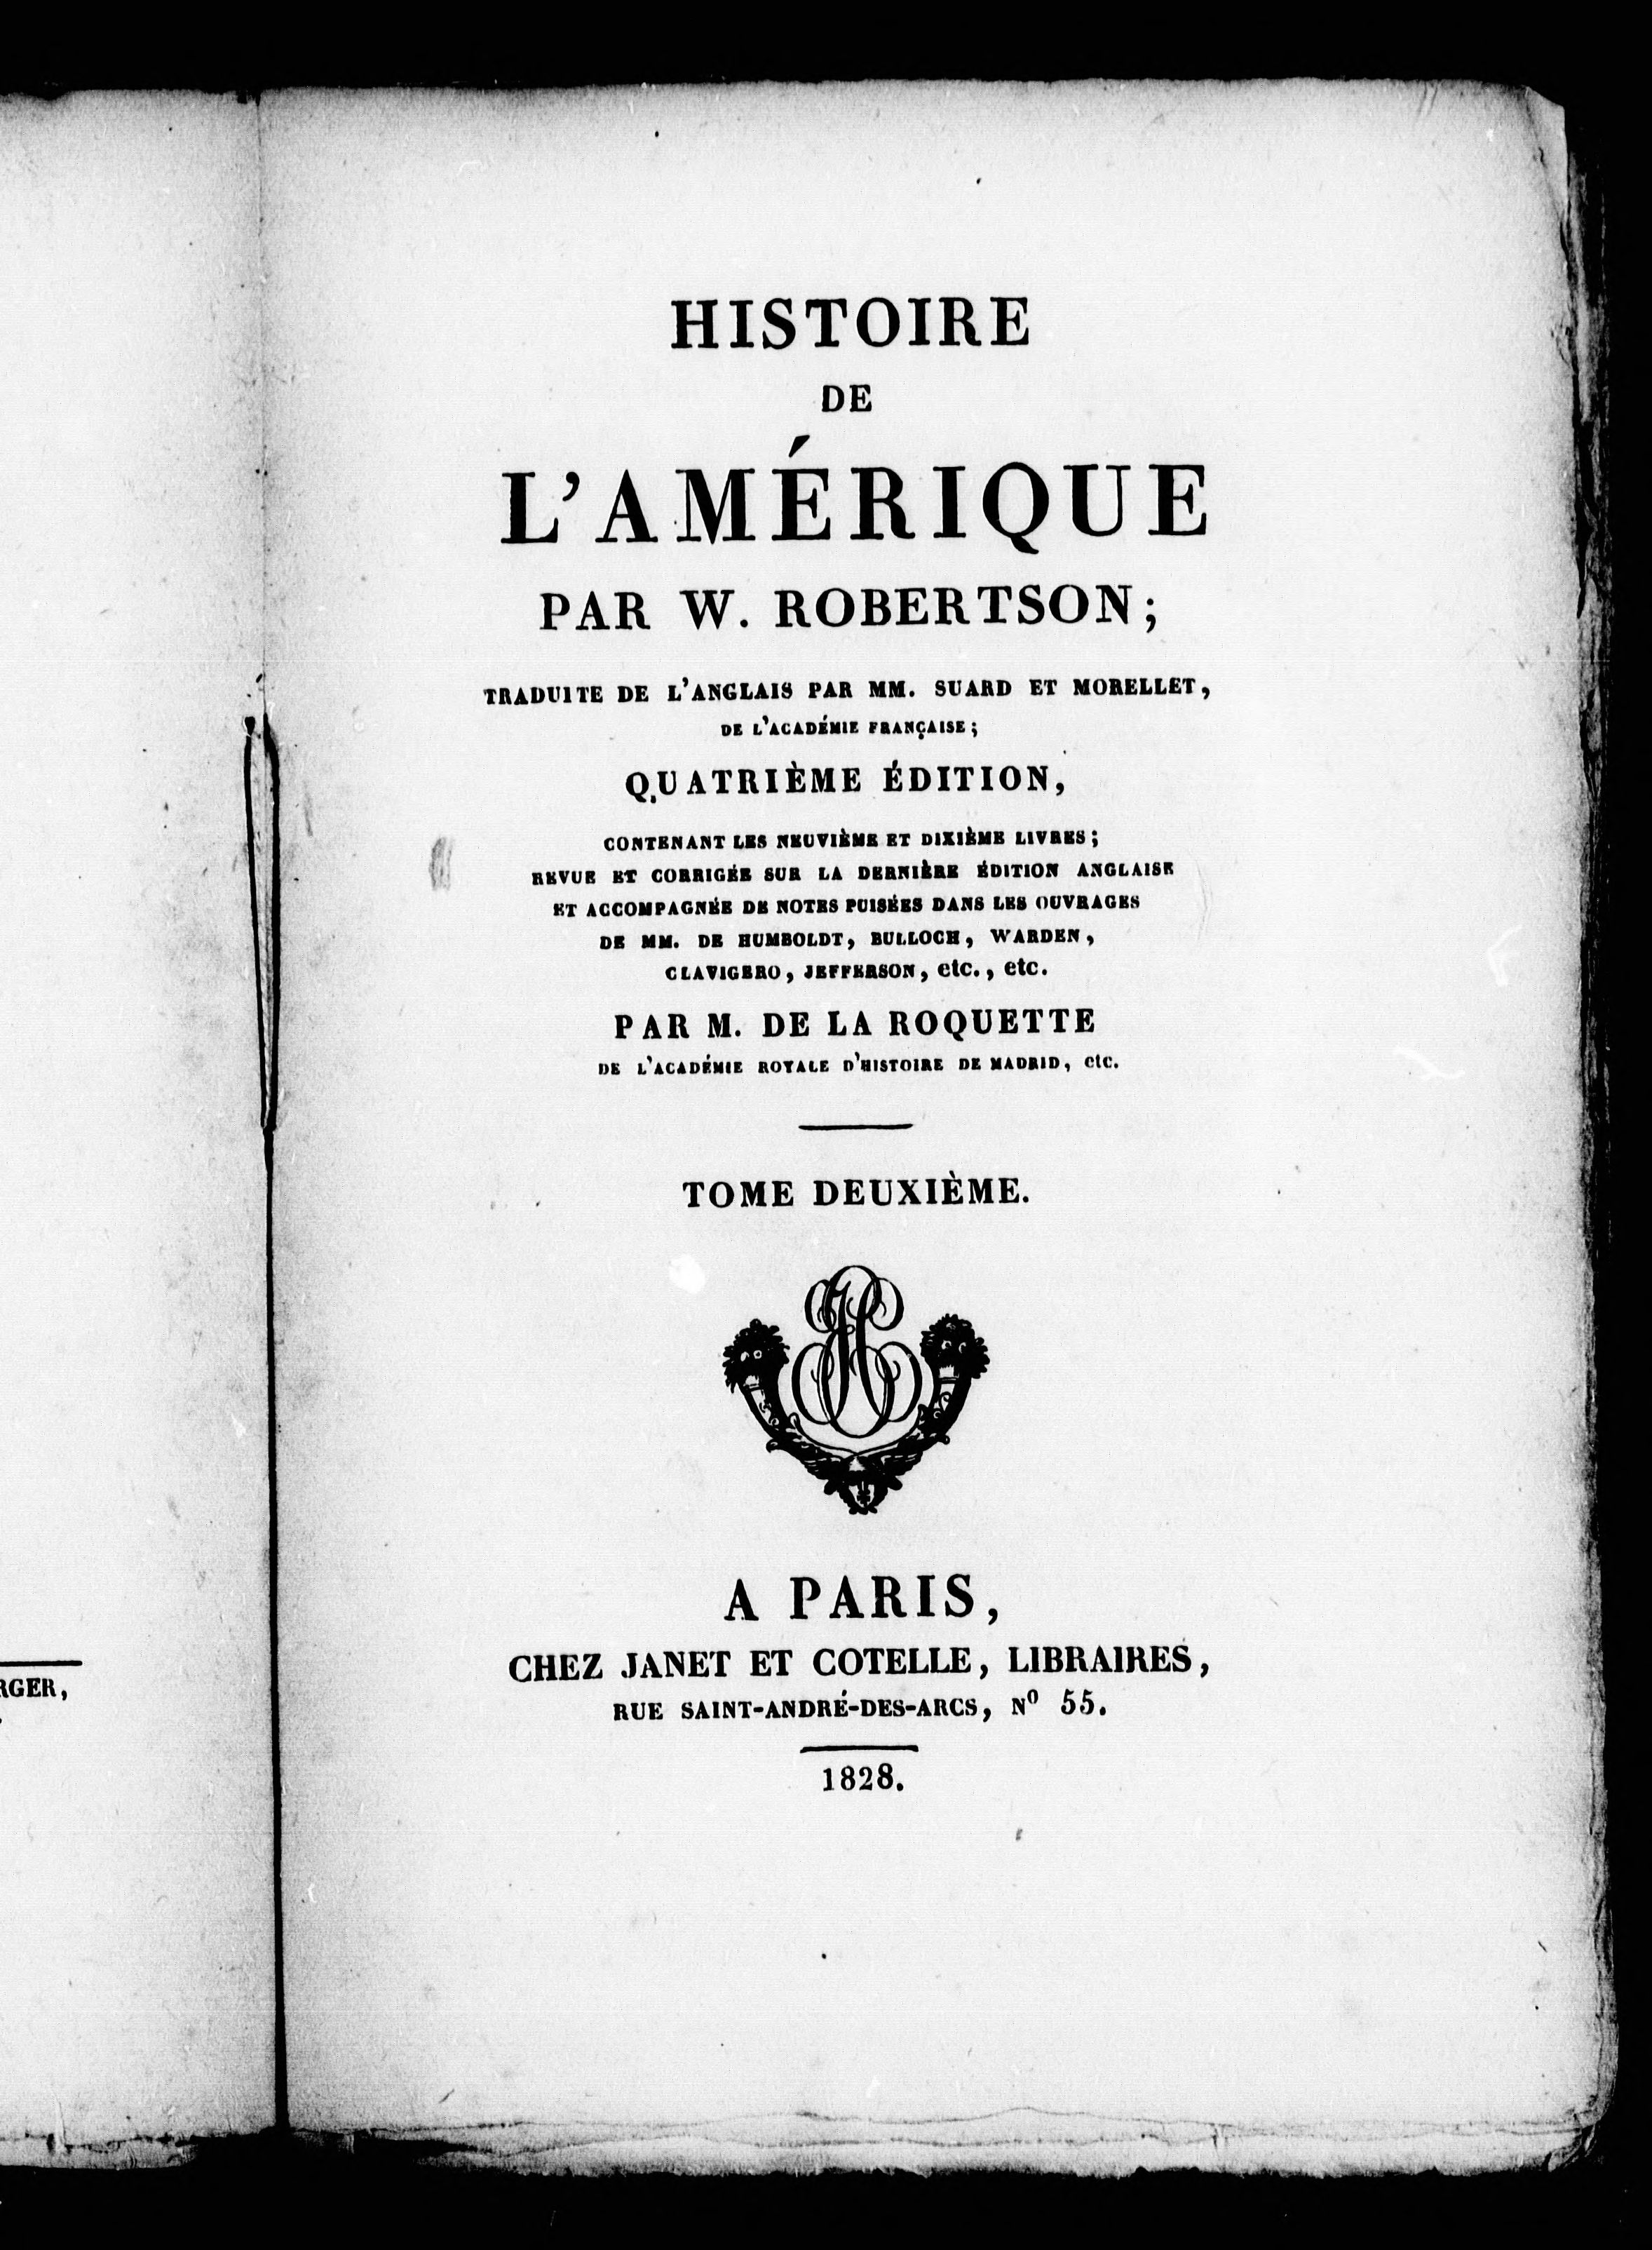 HISTOIRE
DE
L'AMÉRIQUE
PAR W. ROBERTSON;
TRADUITE DE L'ANGLAIS PAR MM. SUARD ET MORELLET,
DE L'ACADÉMIE FRANÇAISE;
QUATRIÈME ÉDITION,
CONTENANT LES NEUVIÈME ET DIXIÈME LIVRES;
REVUE ET CORRIGÉE SUR LA DERNIÈRE ÉDITION ANGLAISE
ET ACCOMPAGNÉE DE NOTES PUISÉES DANS LES OUVRAGES
DE MM. DE HUMBOLDT, BULLOCH, WARDEN,
CLAVIGERO, JEFFERSON, etc., etc.
PAR M. DE LA ROQUETTE
DE L'ACADÉMIE ROYALE D'HISTOIRE DE MADRID, etc.
TOME DEUXIÈME.
A PARIS,
CHEZ JANET ET COTELLE, LIBRAIRES,
RUE SAINT-ANDRÉ-DES-ARCS, Nº 55.
1828.
RGER,